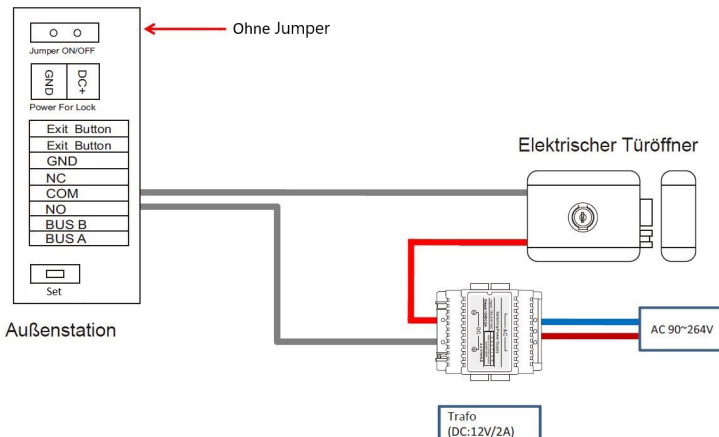 Ohne Jumper
Jumper ON/OFF
GND
DC+
Power For Lock
Exit Button
Exit Button
GND
NC
COM
NO
BUS B
BUS A
Set
Außenstation
Elektrischer Türöffner
AC 90~264V
Trafo
(DC:12V/2A)